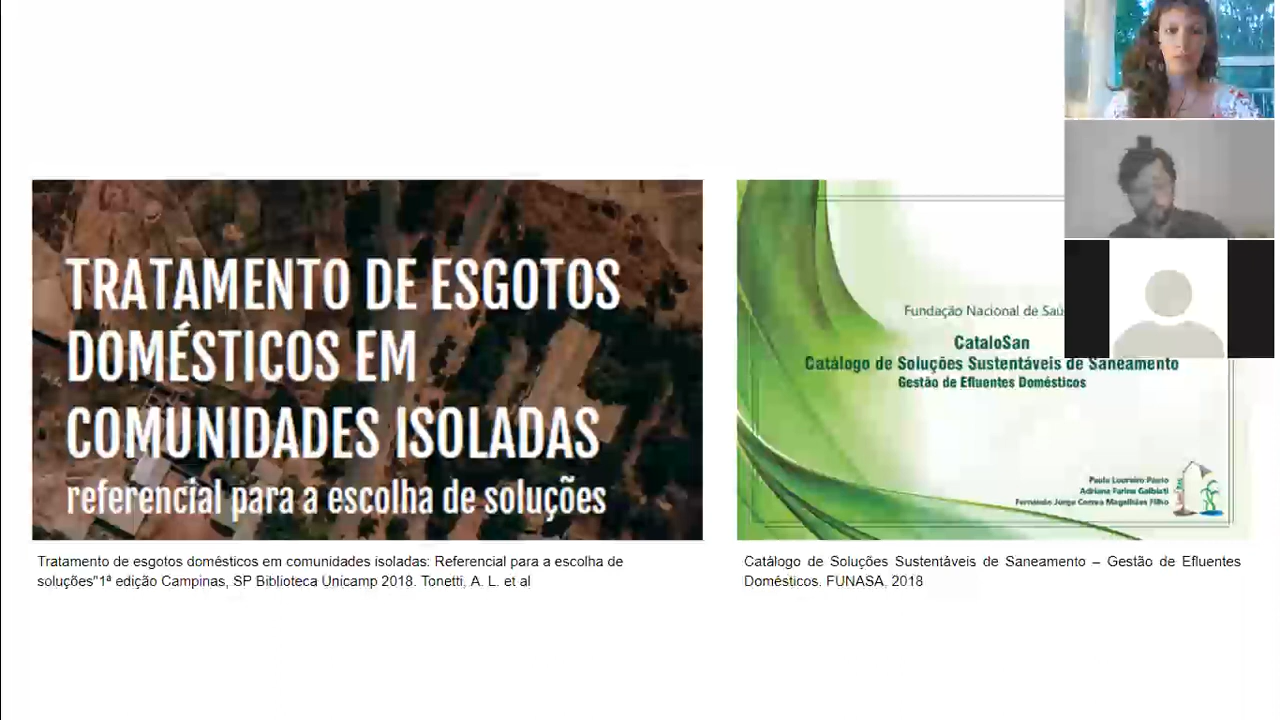 TRATAMENTO DE ESGOTOS
DOMÉSTICOS EM
COMUNIDADES ISOLADAS
referencial para a escolha de soluções
Tratamento de esgotos domésticos em comunidades isoladas: Referencial para a escolha de
soluções"1ª edição Campinas, SP Biblioteca Unicamp 2018. Tonetti, A. L. et al
Fundação Nacional de
CataloSan
Catálogo de Soluções Sustentáveis de Saneamento
Gestão de Efluentes Domésticos
Paula Loureiro Paulo
Adriana Farina Galbiati
Fernando Jorge Correa Magalhães Filho
Catálogo de Soluções Sustentáveis de Saneamento – Gestão de Efluentes
Domésticos. FUNASA. 2018